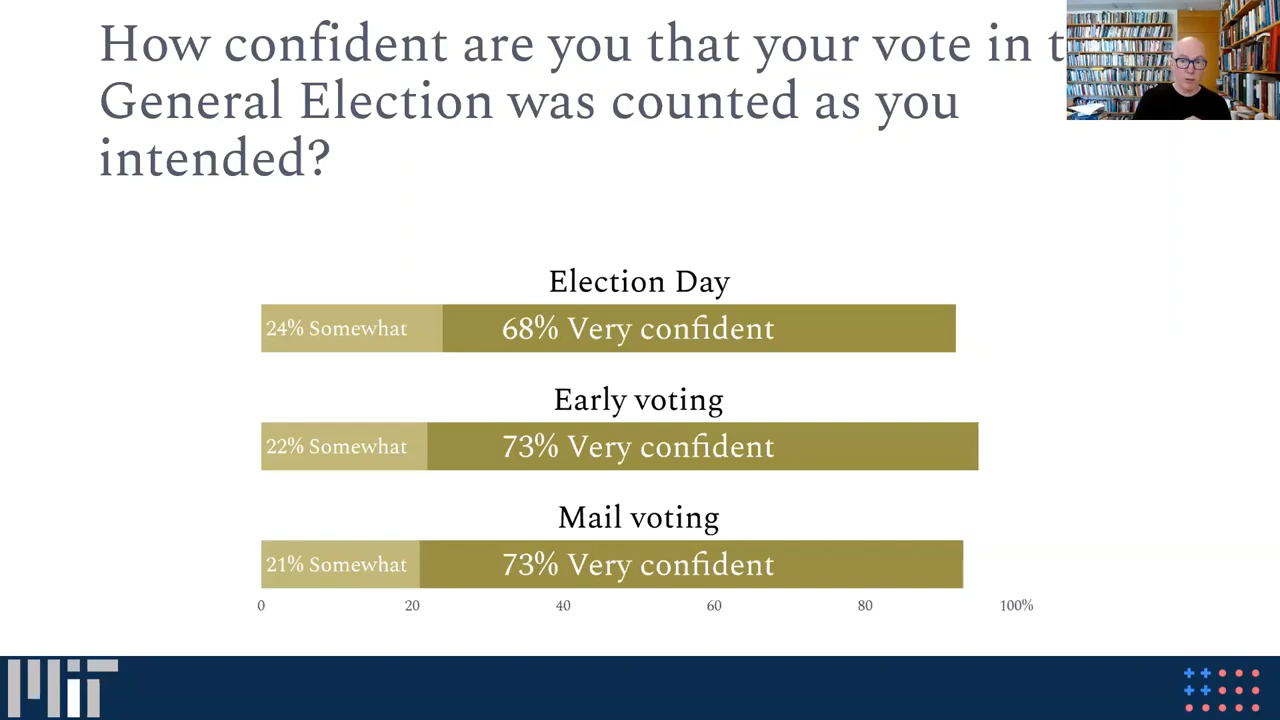 How confident are you that your vote in t
General Election was counted as you
intended?
Election Day
24% Somewhat 68% Very confident
Early voting
22% Somewhat 73% Very confident
Mail voting
21% Somewhat 73% Very confident
0 20 40 60 80 100%
MIT